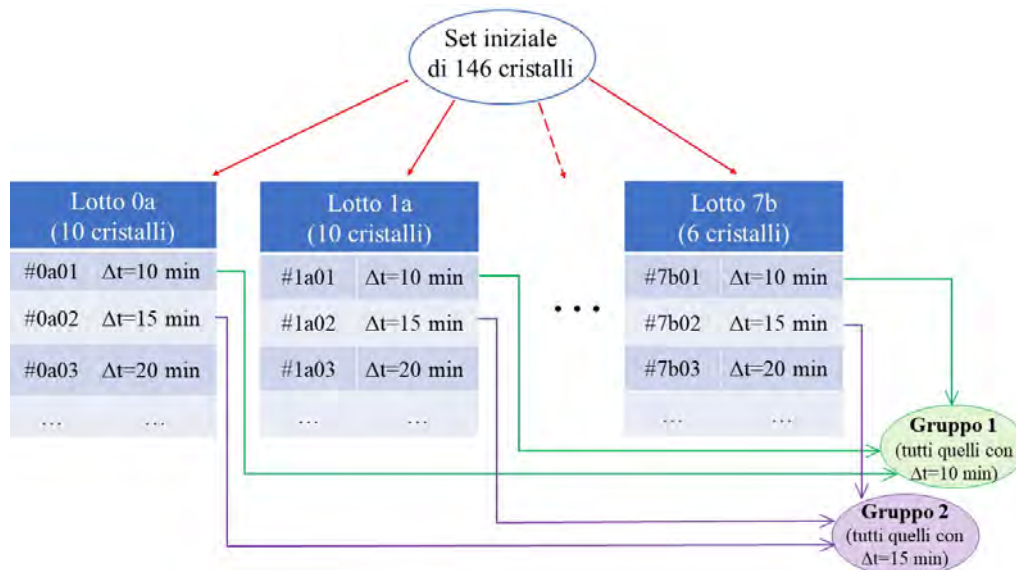 Set iniziale
di 146 cristalli
Lotto 0a
(10 cristalli)
#0a01 Δt=10 min
#0a02 Δt=15 min
#0a03 Δt=20 min
… …
Lotto 1a
(10 cristalli)
#1a01 Δt=10 min
#1a02 Δt=15 min
#1a03 Δt=20 min
… …
...
Lotto 7b
(6 cristalli)
#7b01 Δt=10 min
#7b02 Δt=15 min
#7b03 Δt=20 min
… …
Gruppo 1
(tutti quelli con
Δt=10 min)
Gruppo 2
(tutti quelli con
Δt=15 min)